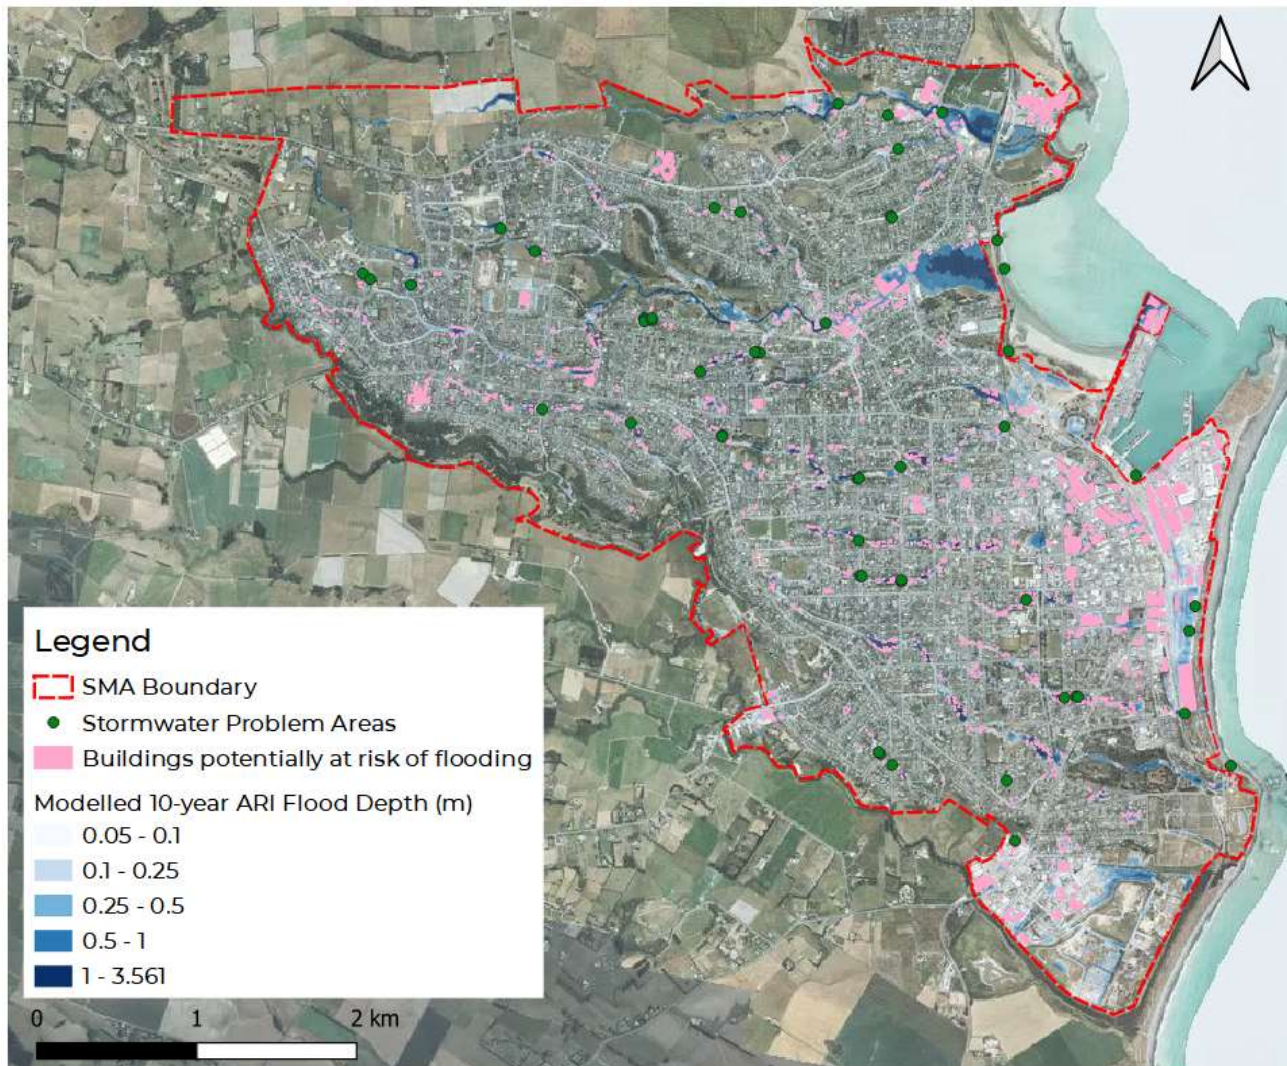 Legend
SMA Boundary
Stormwater Problem Areas
Buildings potentially at risk of flooding
Modelled 10-year ARI Flood Depth (m)
0.05 - 0.1
0.1 - 0.25
0.25 - 0.5
0.5 - 1
1 - 3.561
0 1 2 km